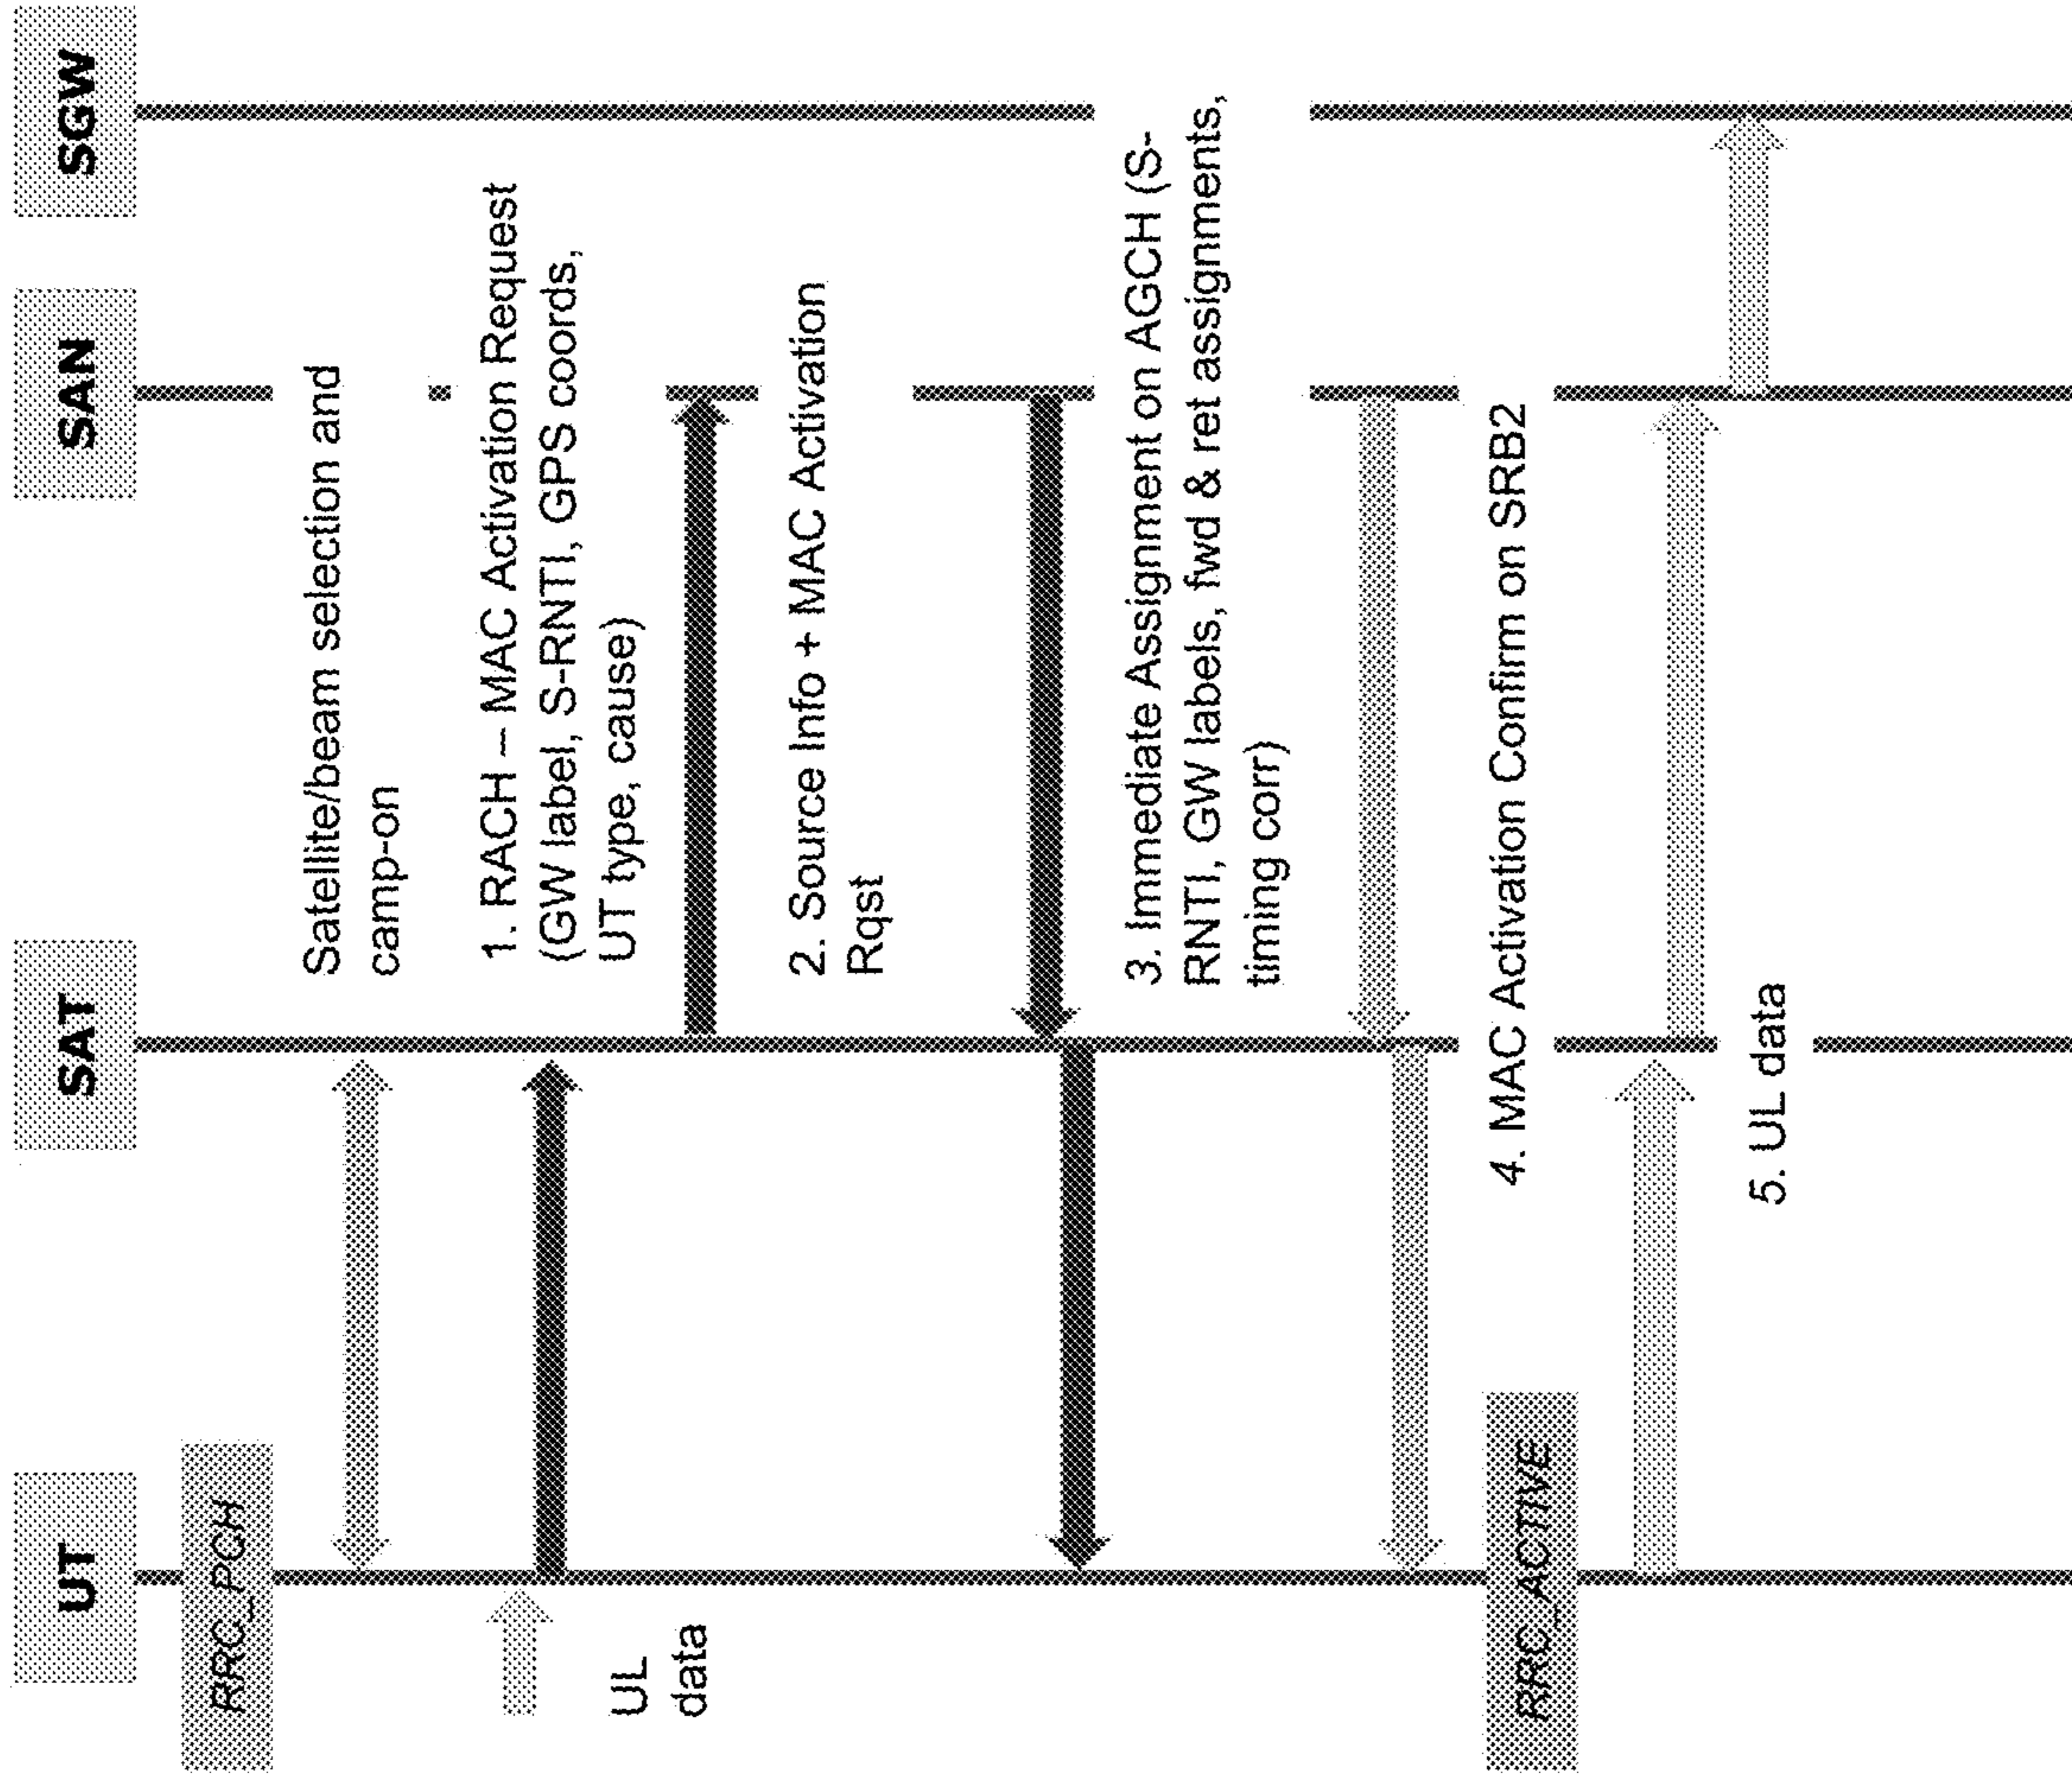 UT
SAT
SAN
SGW
RRC_PCH
Satellite/beam selection and
camp-on
UL
data
1. RACH – MAC Activation Request
(GW label, S-RNTI, GPS coords,
UT type, cause)
2. Source Info + MAC Activation
Rqst
3. Immediate Assignment on AGCH (S-
RNTI, GW labels, fwd & ret assignments,
timing corr)
4. MAC Activation Confirm on SRB2
RRC_ACTIVE
5. UL data